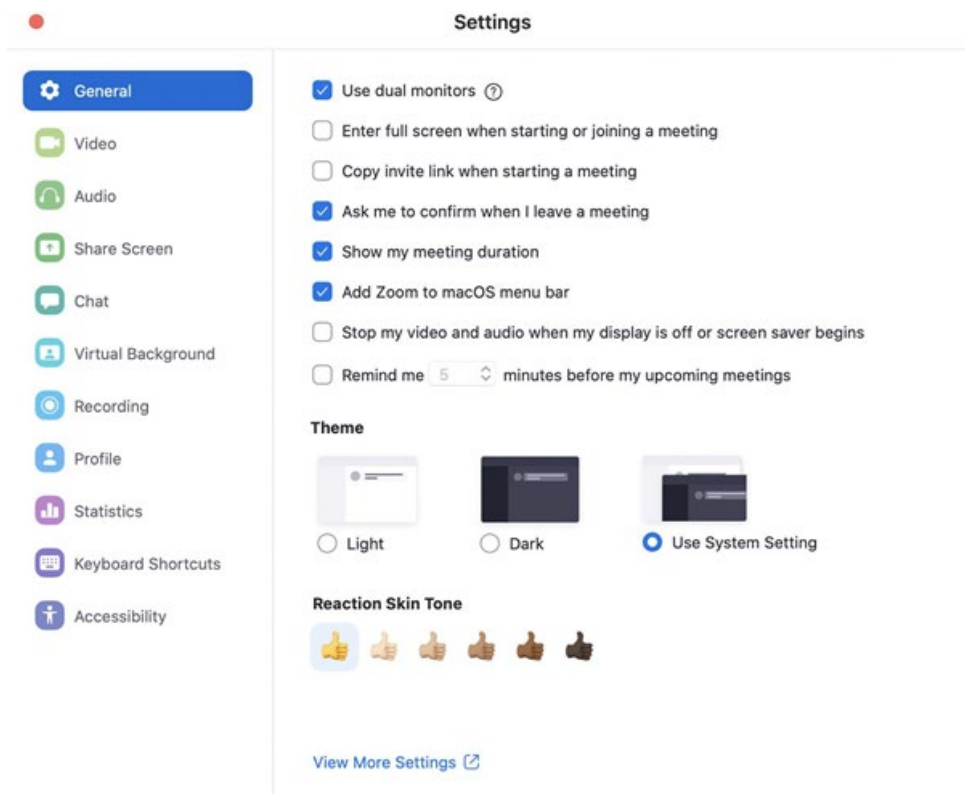 Settings
General
Video
Audio
Share Screen
Chat
Virtual Background
Recording
Profile
Statistics
Keyboard Shortcuts
Accessibility
Use dual monitors ?
Enter full screen when starting or joining a meeting
Copy invite link when starting a meeting
Ask me to confirm when I leave a meeting
Show my meeting duration
Add Zoom to macOS menu bar
Stop my video and audio when my display is off or screen saver begins
Remind me 5 minutes before my upcoming meetings
Theme
Light Dark Use System Setting
Reaction Skin Tone
View More Settings